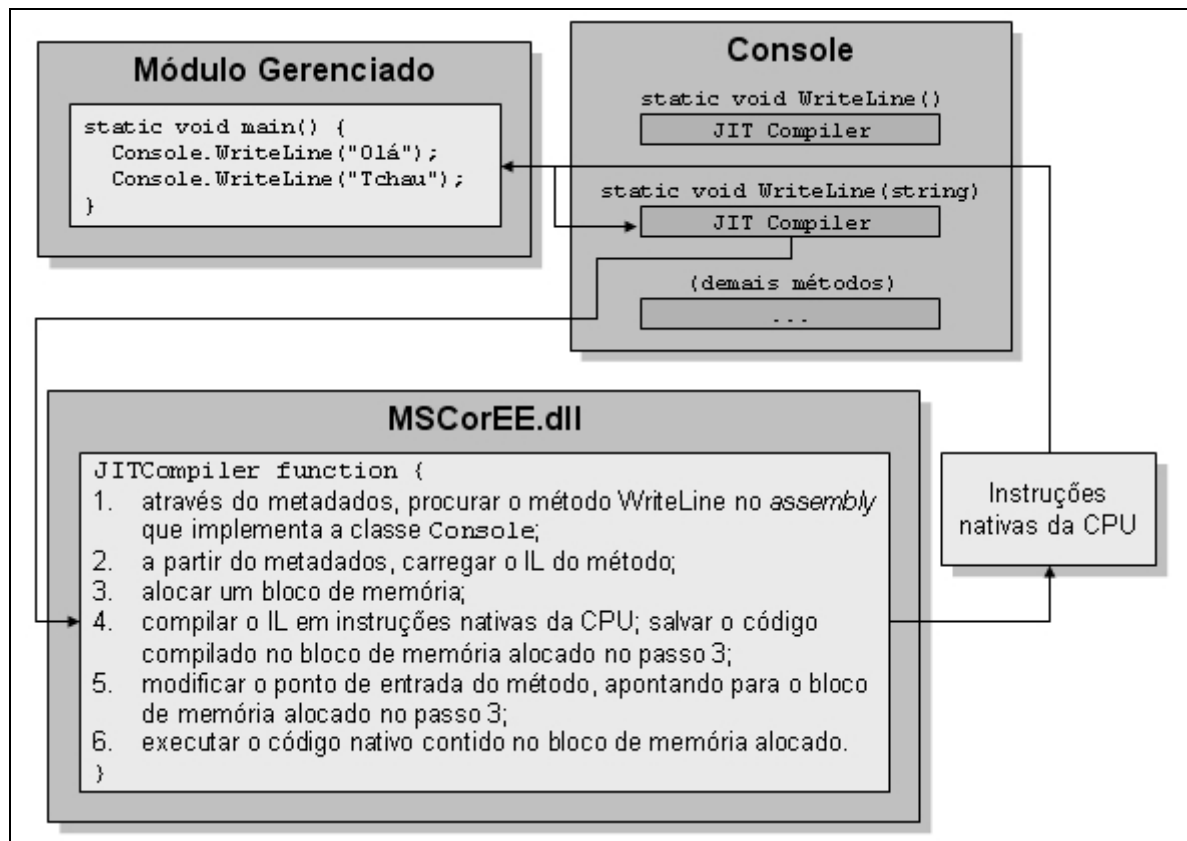 Módulo Gerenciado
static void main() {
Console.WriteLine("Olá");
Console.WriteLine("Tchau");
}
Console
static void WriteLine()
JIT Compiler
static void WriteLine(string)
JIT Compiler
(demais métodos)
...
MSCorEE.dll
JITCompiler function {
1. através do metadados, procurar o método WriteLine no assembly
que implementa a classe Console;
2. a partir do metadados, carregar o IL do método;
3. alocar um bloco de memória;
4. compilar o IL em instruções nativas da CPU; salvar o código
compilado no bloco de memória alocado no passo 3;
5. modificar o ponto de entrada do método, apontando para o bloco
de memória alocado no passo 3;
6. executar o código nativo contido no bloco de memória alocado.
}
Instruções
nativas da CPU